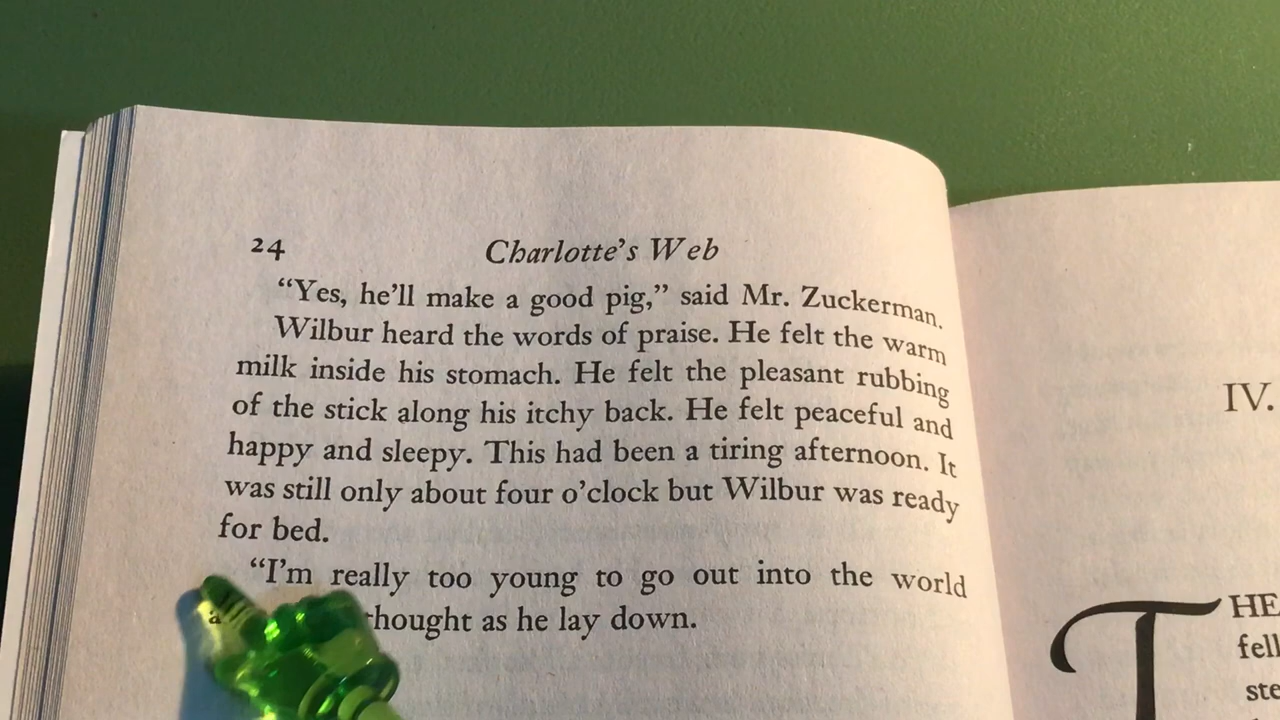 24 Charlotte's Web
"Yes, he'll make a good pig," said Mr. Zuckerman.
Wilbur heard the words of praise. He felt the warm
milk inside his stomach. He felt the pleasant rubbing
of the stick along his itchy back. He felt peaceful and
happy and sleepy. This had been a tiring afternoon. It
was still only about four o'clock but Wilbur was ready
for bed.
"I'm really too young to go out into the world
thought as he lay down.
IV.
THE
fell
ste